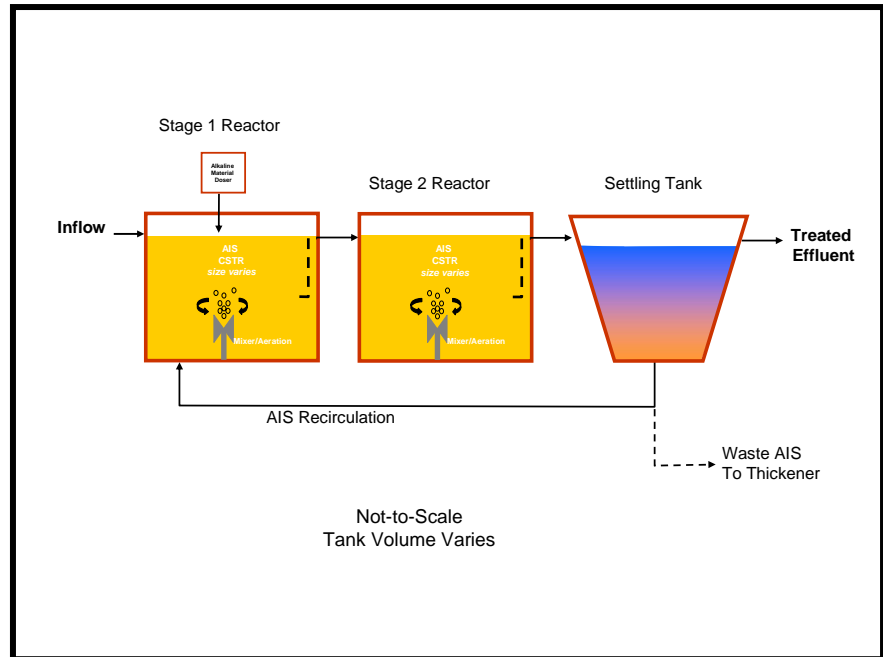 Stage 1 Reactor
Alkaline
Material
Doser
Stage 2 Reactor
Settling Tank
Inflow
AIS
CSTR
size varies
Mixer/Aeration
AIS
CSTR
size varies
Mixer/Aeration
Treated
Effluent
AIS Recirculation
Waste AIS
To Thickener
Not-to-Scale
Tank Volume Varies